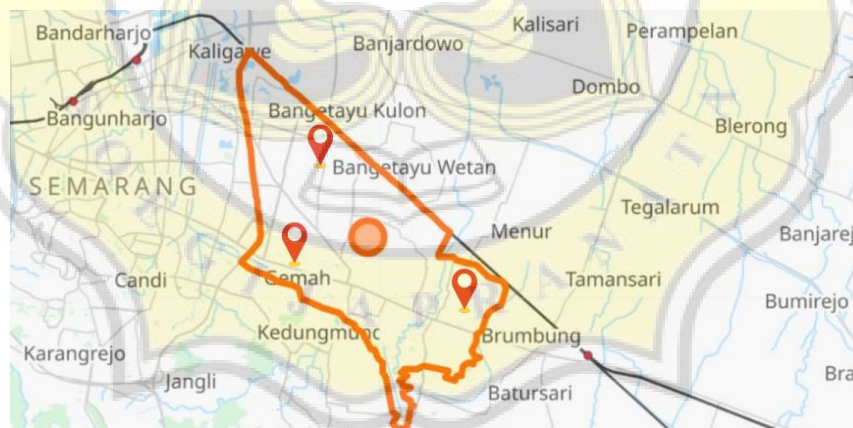 Kalisari
Perampelan
Bandarharjo
Kaligawe
Banjardowo
Dombo
Bangetayu Kulon
Bangunharjo
Blerong
Bangetayu Wetan
SEMARANG
Tegalarum
Menur
Banjarej
Gemah
Candi
Tamansari
Bumirejo
Kedungmunc
Brumbung
Karangrejo
Bra
Jangli
Batursari